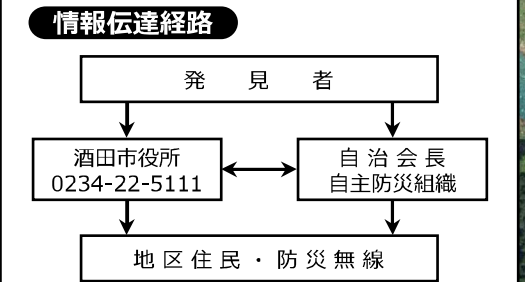 情報伝達経路
発見者
酒田市役所
0234-22-5111
自治会長
自主防災組織
地区住民・防災無線